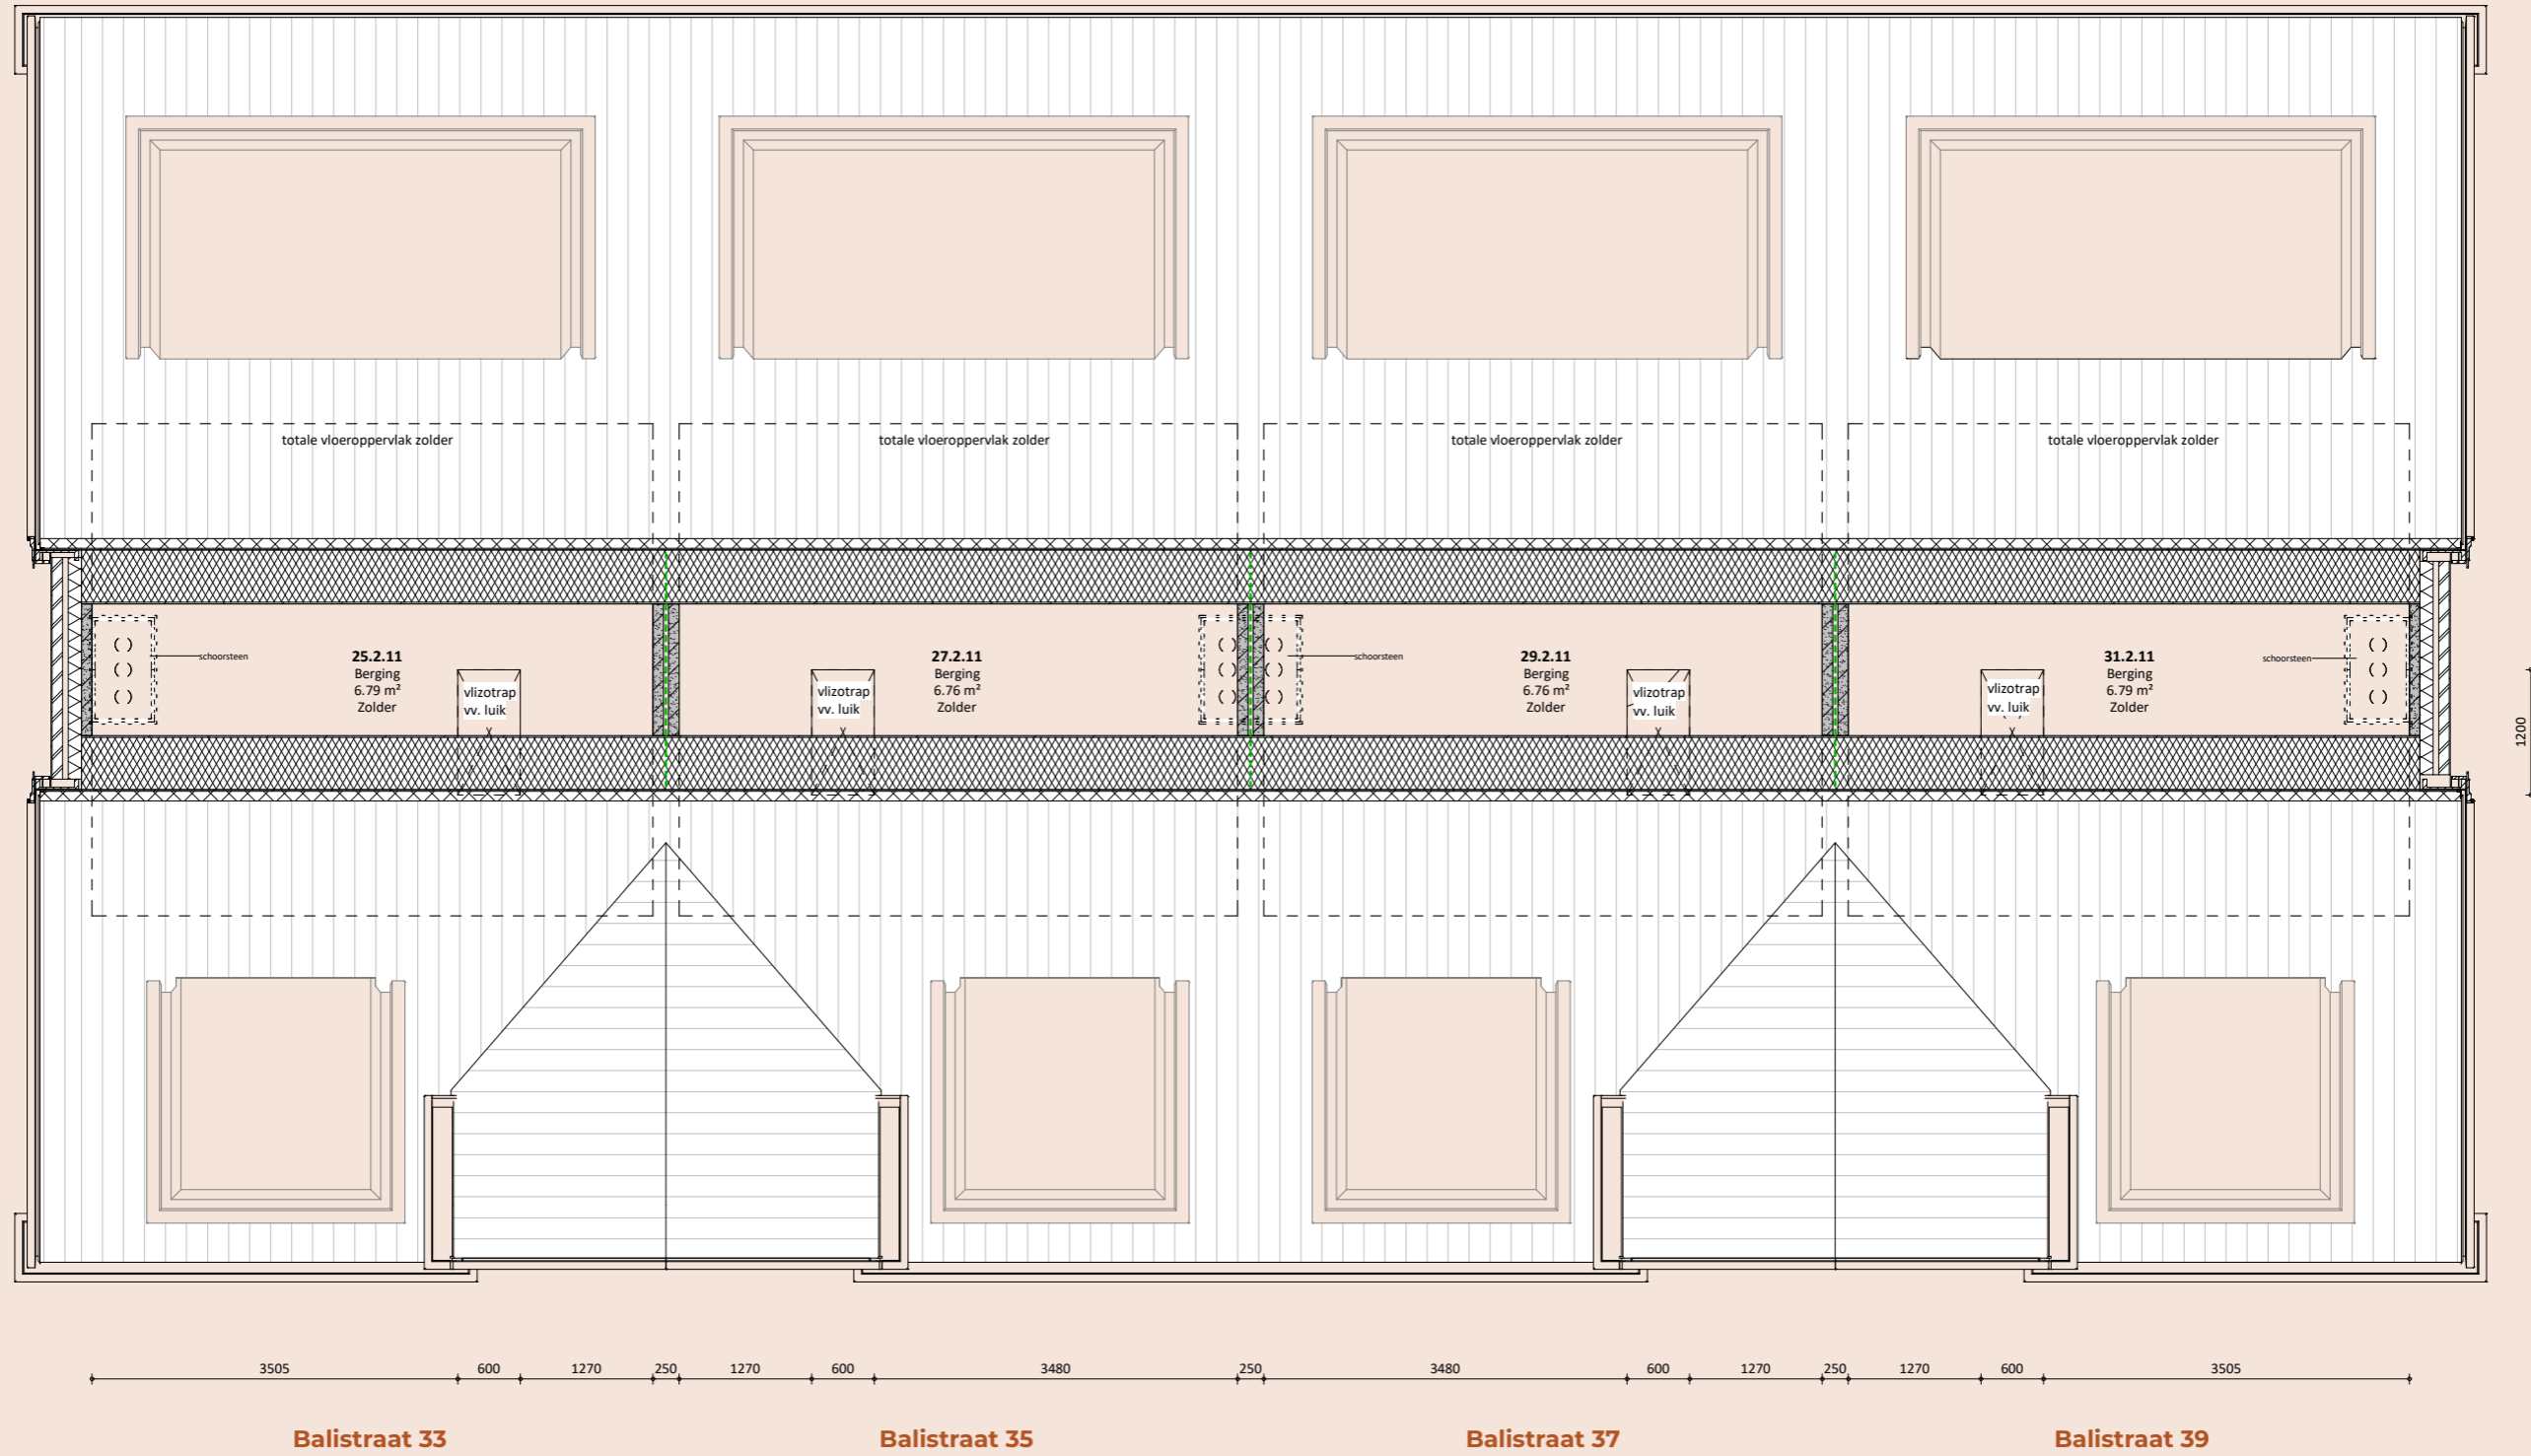 totale vloeroppervlak zolder
totale vloeroppervlak zolder
totale vloeroppervlak zolder
totale vloeroppervlak zolder
schoorsteen
25.2.11
Berging
6.79 m²
Zolder
vlizotrap
vv. luik
vlizotrap
vv. luik
27.2.11
Berging
6.76 m²
Zolder
schoorsteen
29.2.11
Berging
6.76 m²
Zolder
vlizotrap
vv. luik
vlizotrap
vv. luik
31.2.11
Berging
6.79 m²
Zolder
schoorsteen
1200
3505 600 1270 250 1270 600 3480 250 3480 600 1270 250 1270 600 3505
Balistraat 33 Balistraat 35 Balistraat 37 Balistraat 39